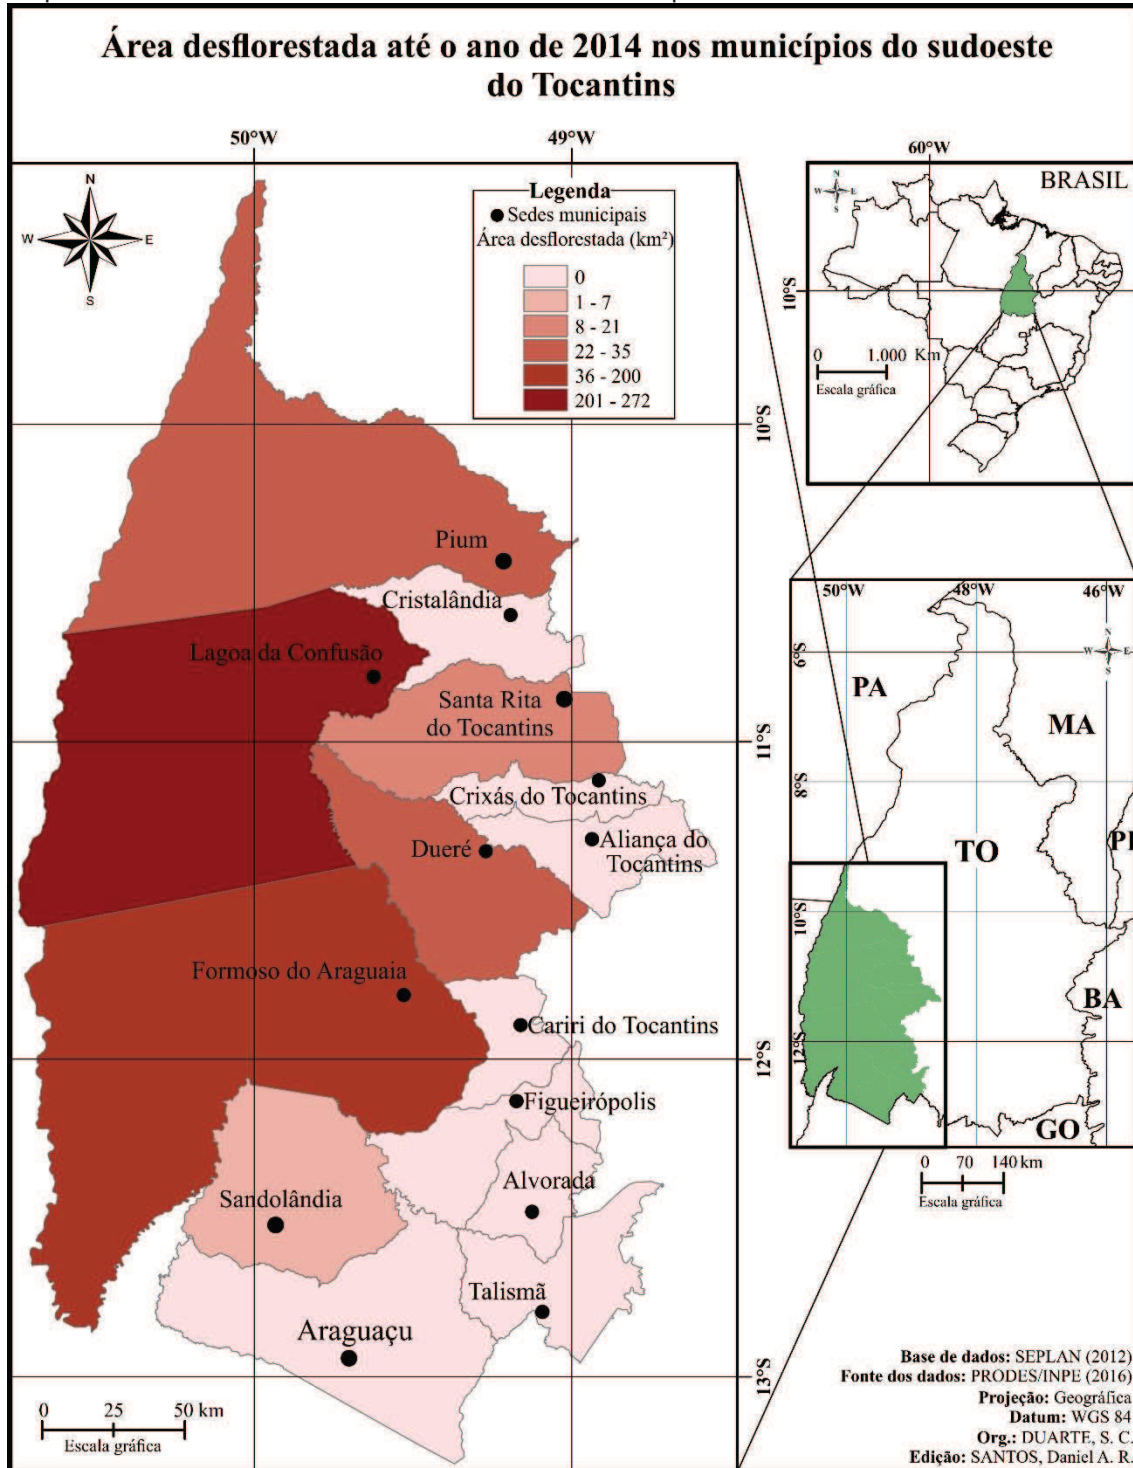 Área desflorestada até o ano de 2014 nos municípios do sudoeste
do Tocantins
50°W
49°W
N
W
E
S
Legenda
Sedes municipais
Área desflorestada (km²)
0
1 - 7
8 - 21
22 - 35
36 - 200
201 - 272
10°S
11°S
12°S
13°S
Pium
Cristalândia
Lagoa da Confusão
Santa Rita
do Tocantins
Crixás do Tocantins
Dueré
Aliança do
Tocantins
Formoso do Araguaia
Cariri do Tocantins
Figueirópolis
Alvorada
Sandolândia
Talismã
Araguaçu
0 25 50 km
Escala gráfica
60°W
BRASIL
N
W
E
S
10°S
0 1.000 Km
Escala gráfica
50°W
48°W
46°W
N
W
E
S
6°S
8°S
10°S
12°S
PA
MA
TO
BA
GO
0 70 140 km
Escala gráfica
Base de dados: SEPLAN (2012)
Fonte dos dados: PRODES/INPE (2016)
Projeção: Geográfica
Datum: WGS 84
Org.: DUARTE, S. C.
Edição: SANTOS, Daniel A. R.